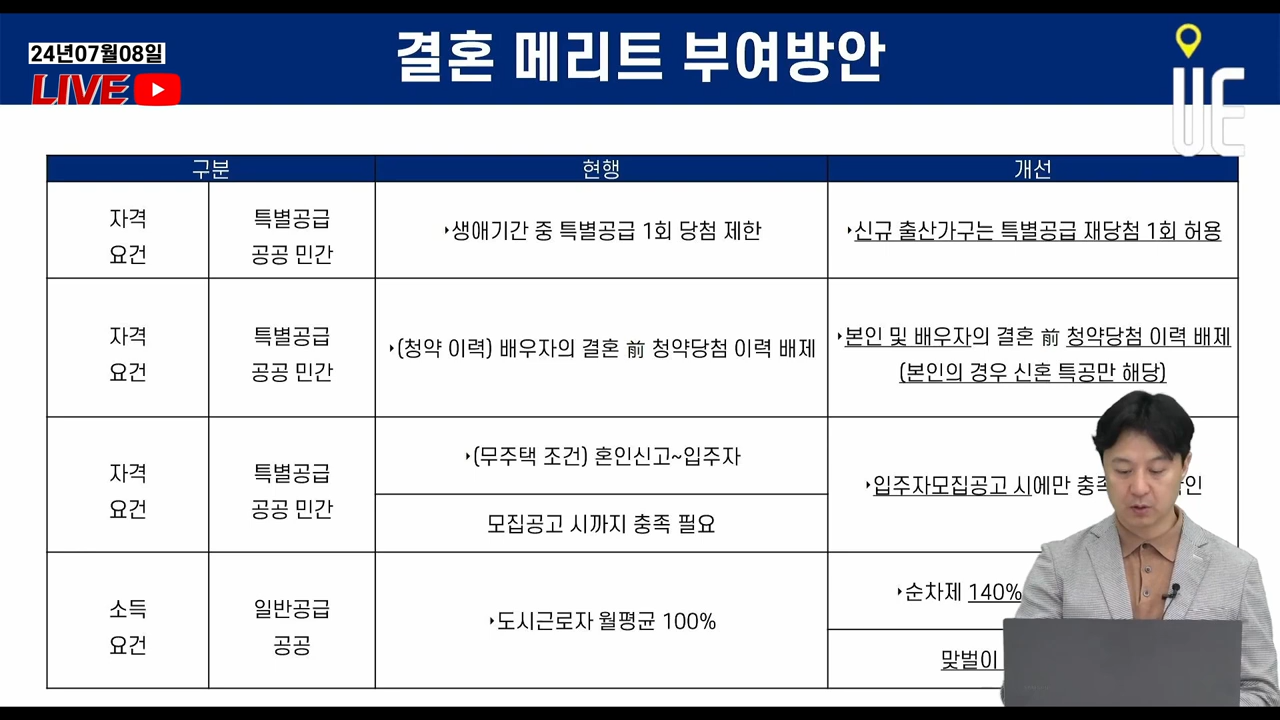 24년07월08일
LIVE
결혼 메리트 부여방안
UE
구분 현행 개선
자격
요건
특별공급
공공 민간
‣생애기간 중 특별공급 1회 당첨 제한
‣신규 출산가구는 특별공급 재당첨 1회 허용
자격
요건
특별공급
공공 민간
‣(청약 이력) 배우자의 결혼 前 청약당첨 이력 배제
‣본인 및 배우자의 결혼 前 청약당첨 이력 배제
(본인의 경우 신혼 특공만 해당)
자격
요건
특별공급
공공 민간
‣(무주택 조건) 혼인신고~입주자
모집공고 시까지 충족 필요
‣입주자모집공고 시에만
소득
요건
일반공급
공공
‣도시근로자 월평균 100%
‣순차제 140%
맞벌이